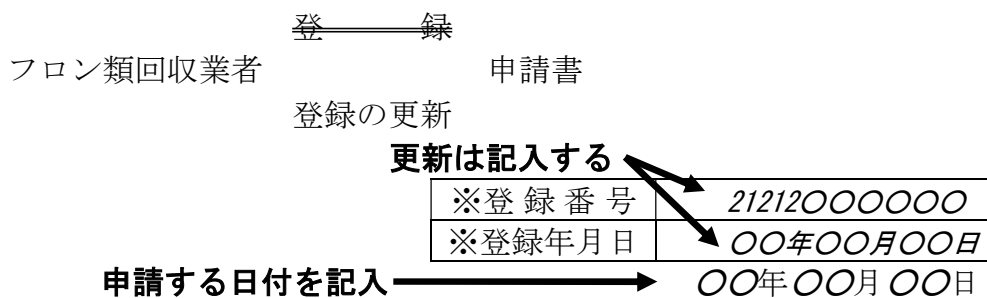 登　　　録
フロン類回収業者　　　　　　　申請書
登録の更新
更新は記入する
※登 録 番 号　21212〇〇〇〇〇〇
※登録年月日　〇〇年〇〇月〇〇日
申請する日付を記入　〇〇年〇〇月〇〇日